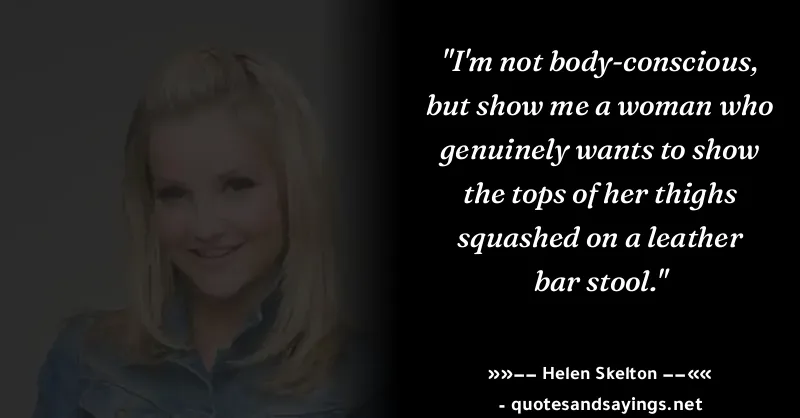 "I'm not body-conscious,
but show me a woman who
genuinely wants to show
the tops of her thighs
squashed on a leather
bar stool."
»»−− Helen Skelton −−««
- quotesandsayings.net